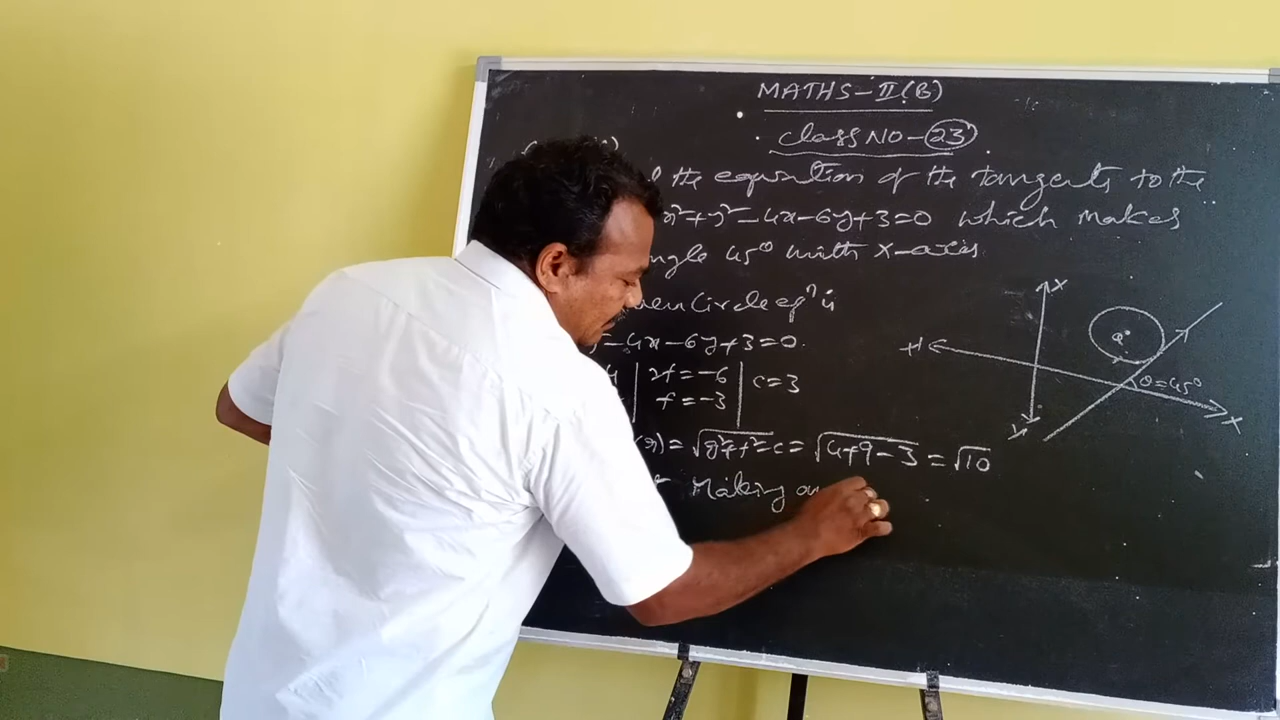 MATHS-II(B)
Class NO-23
the equation of the tangents to the
x²+y²-4x-6y+3=0 which makes
angle 45° with X-axis
Circle eqⁿ is
-4x-6y+3=0.
2f=-6 | c=3
f=-3
(r)=√g²+f²-c = √4+9-3 = √10
Making an
X
θ=45°
X